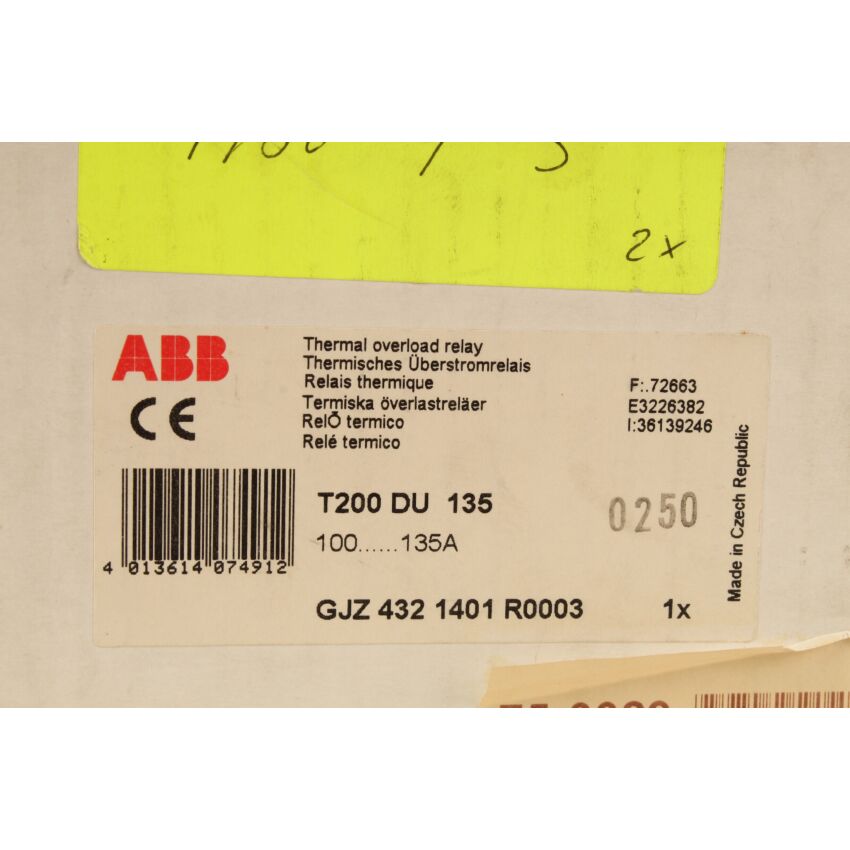 2x
ABB
CE
Thermal overload relay
Thermisches Überstromrelais
Relais thermique
Termiska överlastreläer
RelÕ termico
Relé termico
F:.72663
E3226382
I:36139246
Made in Czech Republic
T200 DU 135
100......135A
0250
4 013614 074912
GJZ 432 1401 R0003
1x